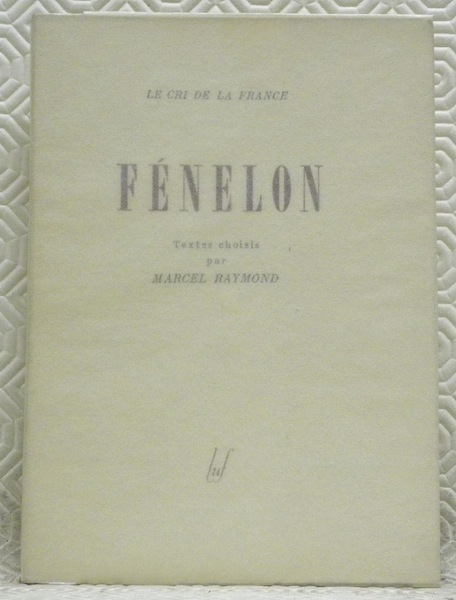 LE CRI DE LA FRANCE
FÉNELON
Textes choisis
par
MARCEL RAYMOND
luf